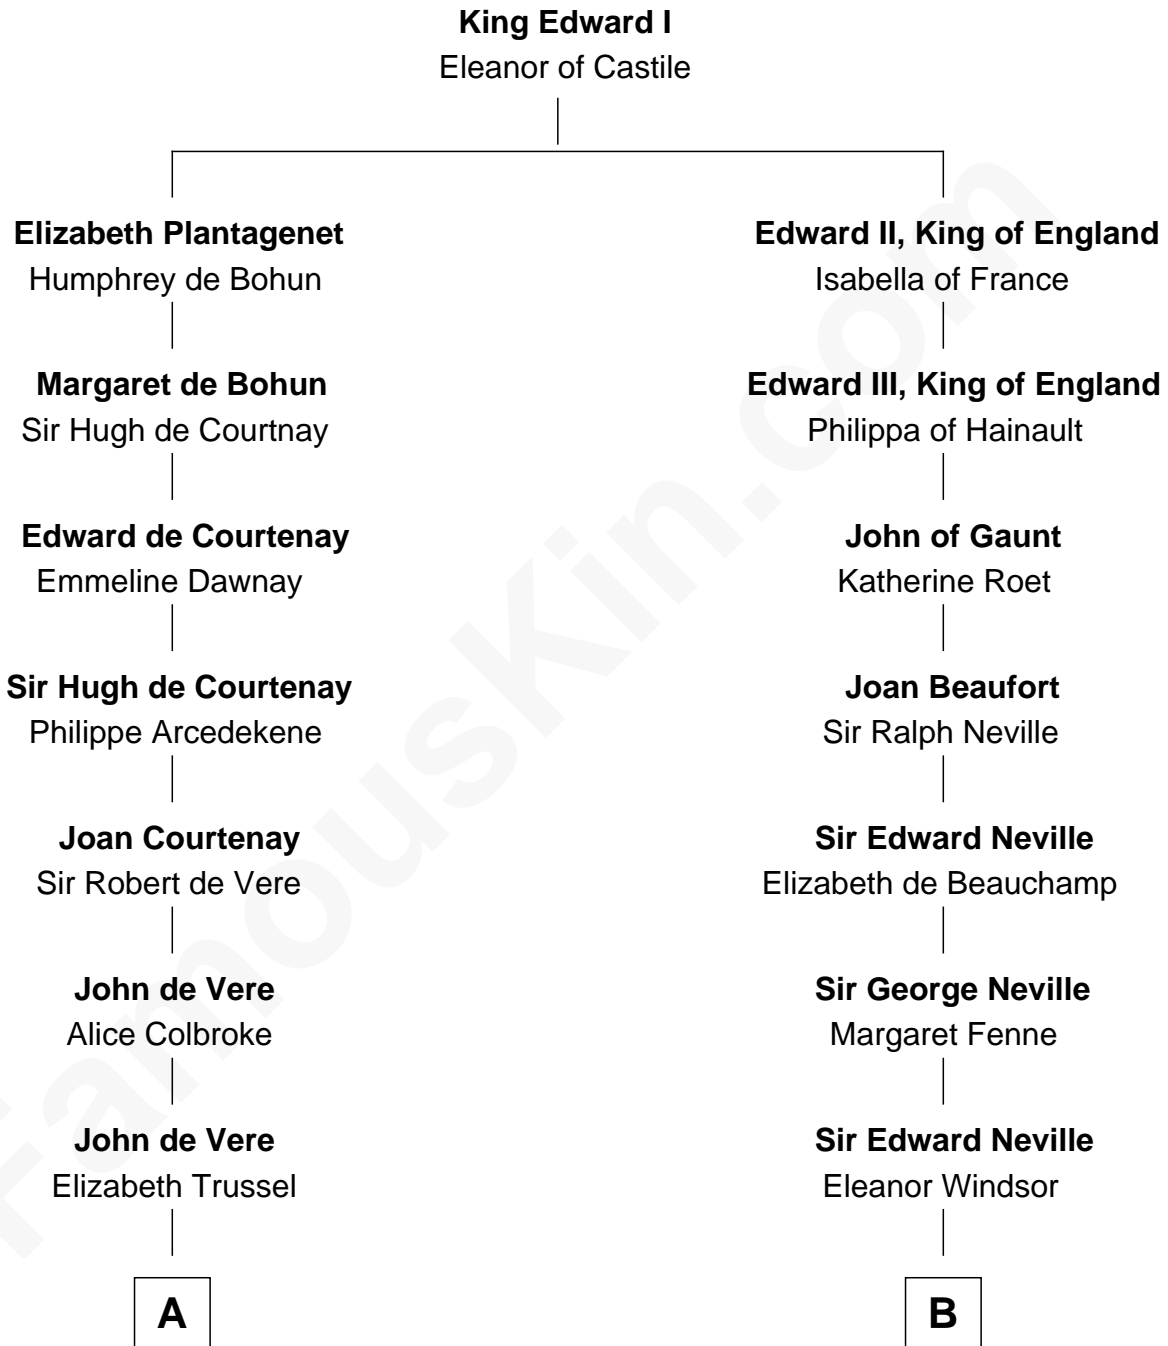 King Edward I
Eleanor of Castile
Elizabeth Plantagenet
Humphrey de Bohun
Margaret de Bohun
Sir Hugh de Courtnay
Edward de Courtenay
Emmeline Dawnay
Sir Hugh de Courtenay
Philippe Arcedekene
Joan Courtenay
Sir Robert de Vere
John de Vere
Alice Colbroke
John de Vere
Elizabeth Trussel
A
Edward II, King of England
Isabella of France
Edward III, King of England
Philippa of Hainault
John of Gaunt
Katherine Roet
Joan Beaufort
Sir Ralph Neville
Sir Edward Neville
Elizabeth de Beauchamp
Sir George Neville
Margaret Fenne
Sir Edward Neville
Eleanor Windsor
B
FamousKin.com